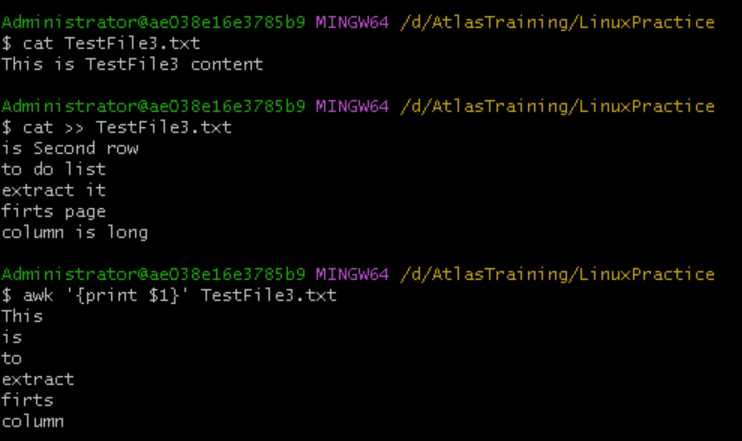 Administrator@ae038e16e3785b9 MINGW64 /d/AtlasTraining/LinuxPractice
$ cat TestFile3.txt
This is TestFile3 content
Administrator@ae038e16e3785b9 MINGW64 /d/AtlasTraining/LinuxPractice
$ cat >> TestFile3.txt
is Second row
to do list
extract it
firts page
column is long
Administrator@ae038e16e3785b9 MINGW64 /d/AtlasTraining/LinuxPractice
$ awk '{print $1}' TestFile3.txt
This
is
to
extract
firts
column